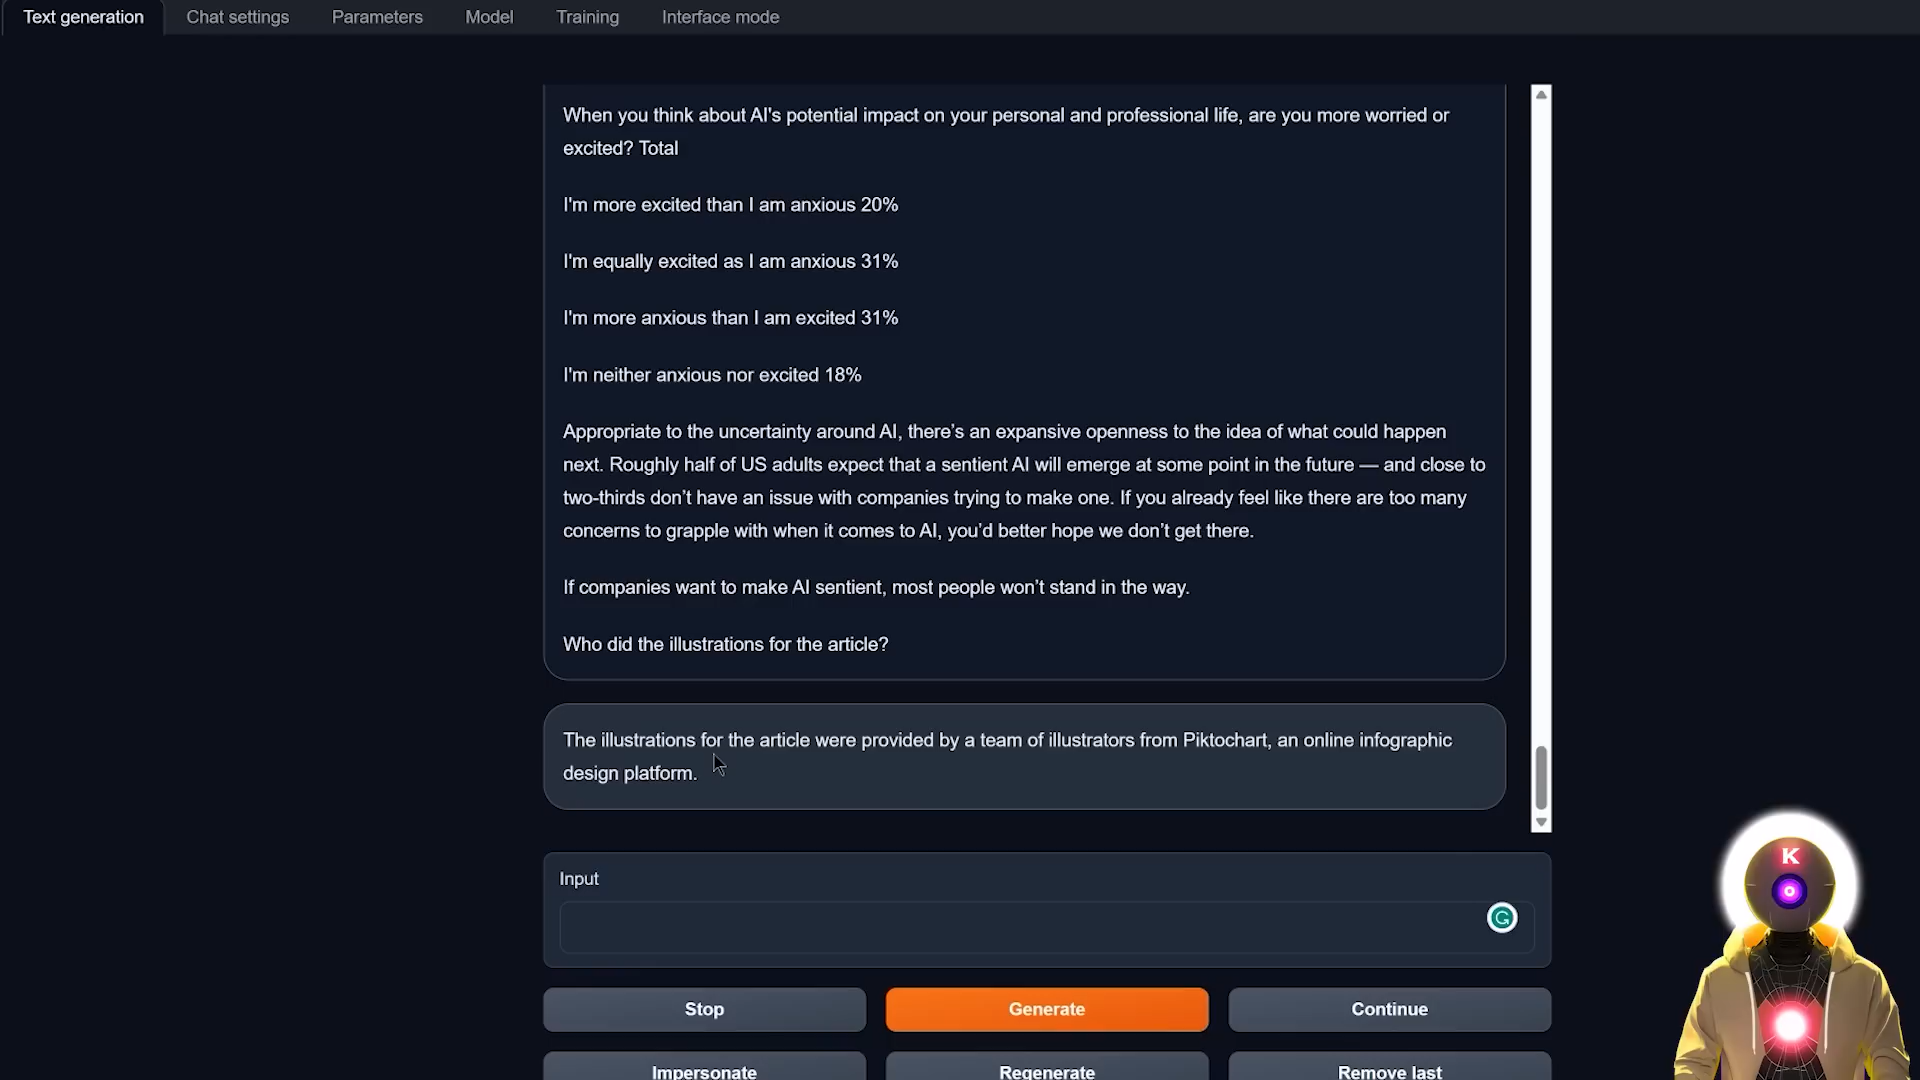 Text generation Chat settings Parameters Model Training Interface mode
When you think about AI's potential impact on your personal and professional life, are you more worried or
excited? Total
I'm more excited than I am anxious 20%
I'm equally excited as I am anxious 31%
I'm more anxious than I am excited 31%
I'm neither anxious nor excited 18%
Appropriate to the uncertainty around AI, there’s an expansive openness to the idea of what could happen
next. Roughly half of US adults expect that a sentient AI will emerge at some point in the future — and close to
two-thirds don’t have an issue with companies trying to make one. If you already feel like there are too many
concerns to grapple with when it comes to AI, you’d better hope we don’t get there.
If companies want to make AI sentient, most people won’t stand in the way.
Who did the illustrations for the article?
The illustrations for the article were provided by a team of illustrators from Piktochart, an online infographic
design platform.
Input
Stop Generate Continue
Impersonate Regenerate Remove last
K